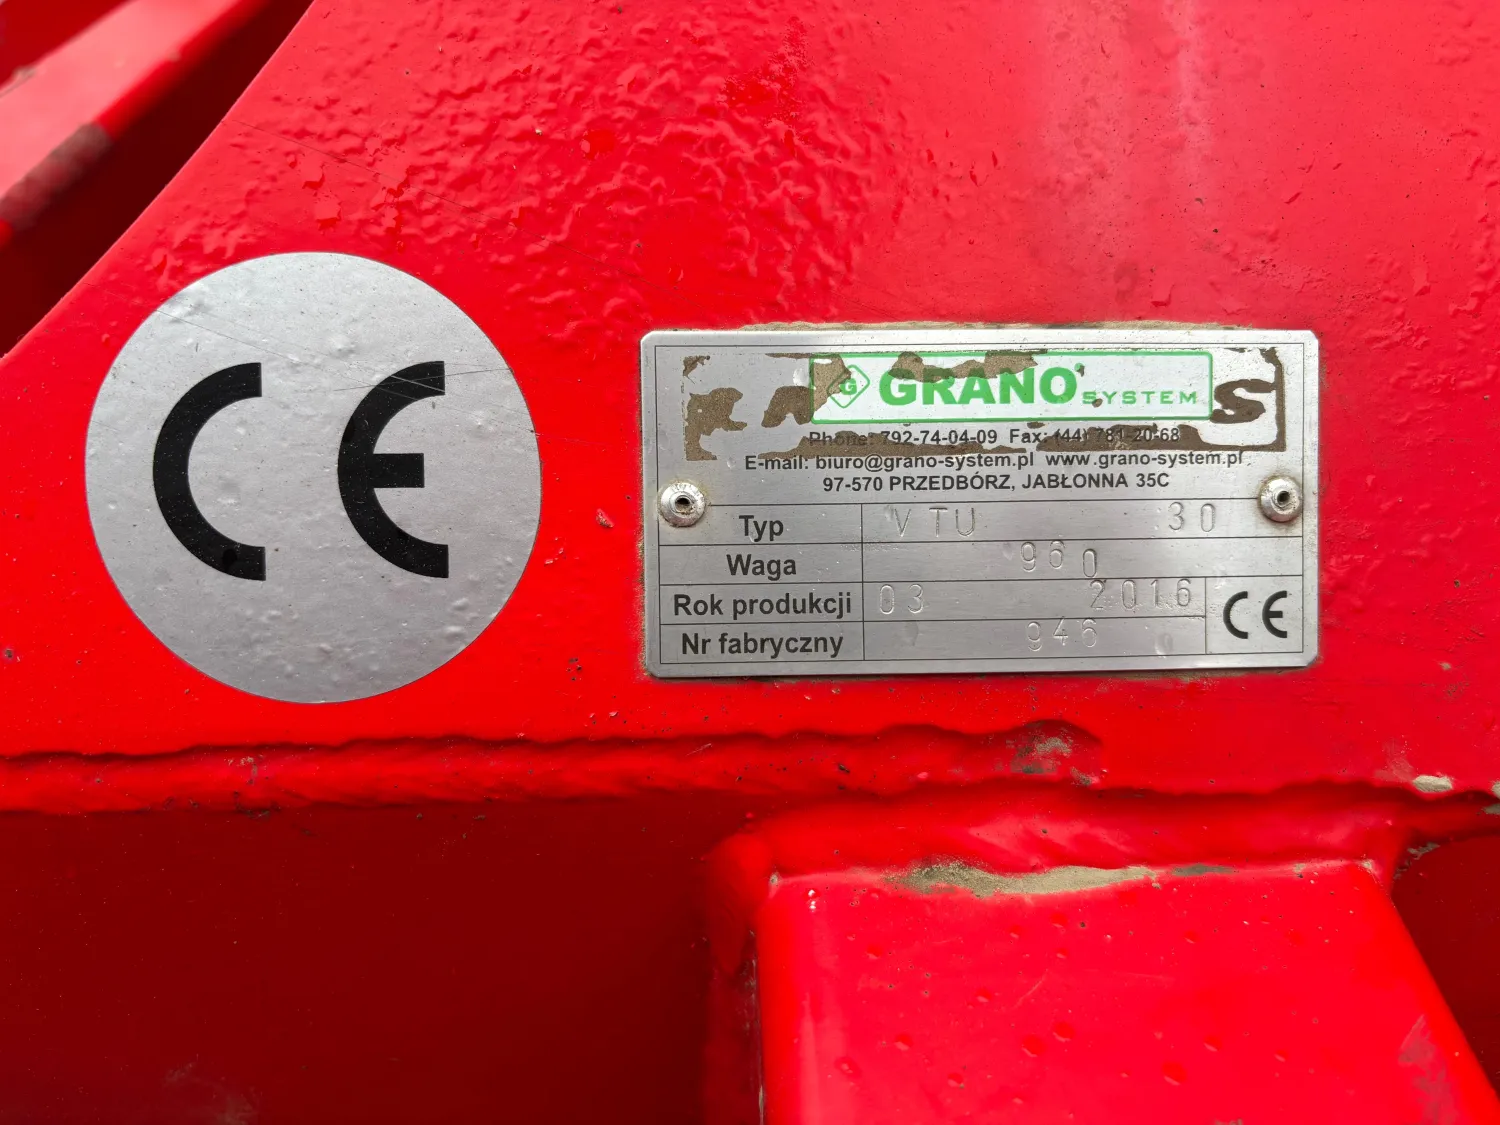 CE
G GRANO SYSTEM
Phone: 792-74-04-09 Fax: (44) 781-20-68
E-mail: biuro@grano-system.pl www.grano-system.pl
97-570 PRZEDBÓRZ, JABŁONNA 35C
Typ VTU 30
Waga 960
Rok produkcji 03 2016
Nr fabryczny 946
CE